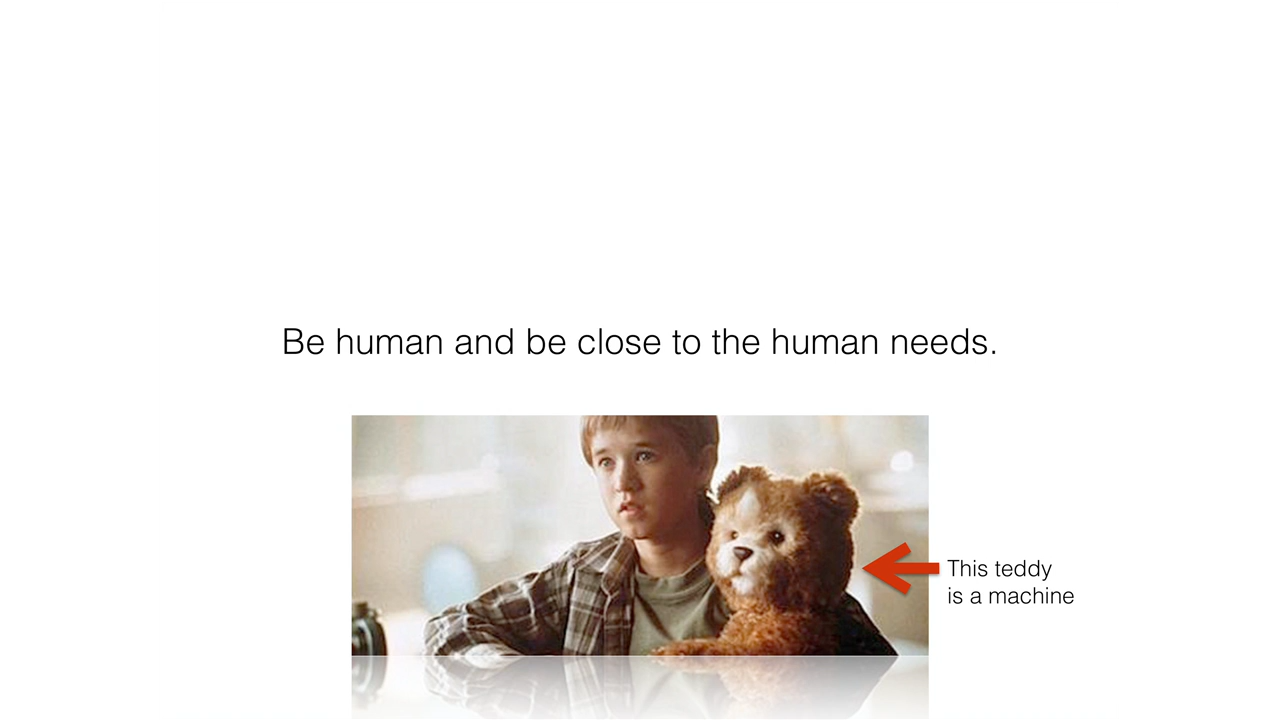 Be human and be close to the human needs.
This teddy
is a machine